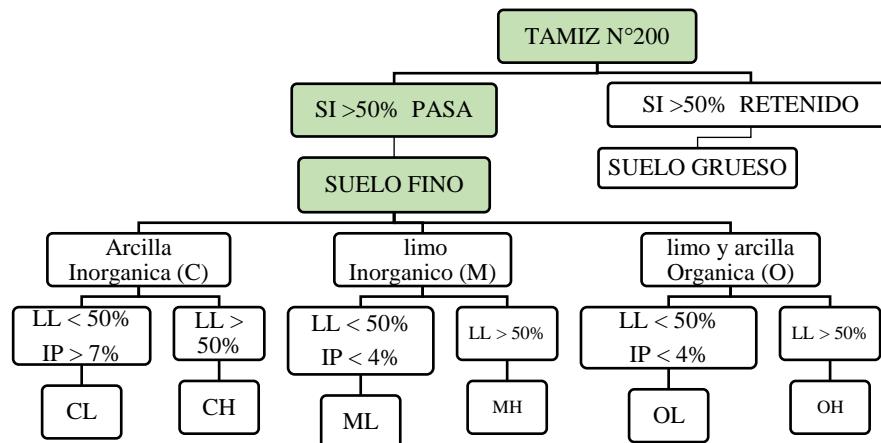 TAMIZ N°200
SI >50% PASA
SI >50% RETENIDO
SUELO FINO
SUELO GRUESO
Arcilla
Inorganica (C)
limo
Inorganico (M)
limo y arcilla
Organica (O)
LL < 50%
IP > 7%
LL >
50%
LL < 50%
IP < 4%
LL > 50%
LL < 50%
IP < 4%
LL > 50%
CL
CH
ML
MH
OL
OH